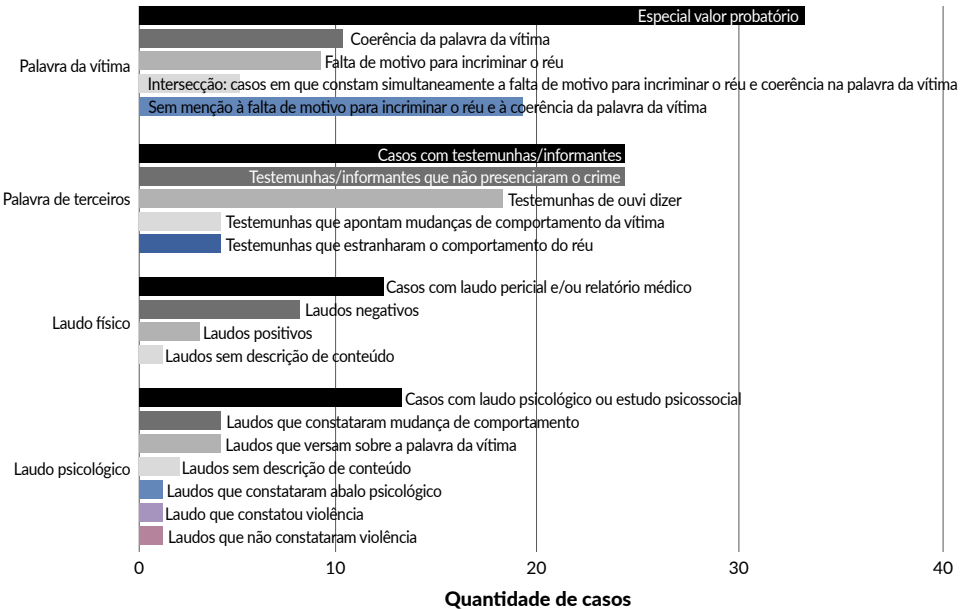 Especial valor probatório
Coerência da palavra da vítima
Falta de motivo para incriminar o réu
Palavra da vítima
Intersecção: casos em que constam simultaneamente a falta de motivo para incriminar o réu e coerência na palavra da vítima
Sem menção à falta de motivo para incriminar o réu e à coerência da palavra da vítima
Casos com testemunhas/informantes
Testemunhas/informantes que não presenciaram o crime
Palavra de terceiros
Testemunhas de ouvi dizer
Testemunhas que apontam mudanças de comportamento da vítima
Testemunhas que estranharam o comportamento do réu
Casos com laudo pericial e/ou relatório médico
Laudos negativos
Laudo físico
Laudos positivos
Laudos sem descrição de conteúdo
Casos com laudo psicológico ou estudo psicossocial
Laudos que constataram mudança de comportamento
Laudos que versam sobre a palavra da vítima
Laudo psicológico
Laudos sem descrição de conteúdo
Laudos que constataram abalo psicológico
Laudo que constatou violência
Laudos que não constataram violência
0 10 20 30 40
Quantidade de casos